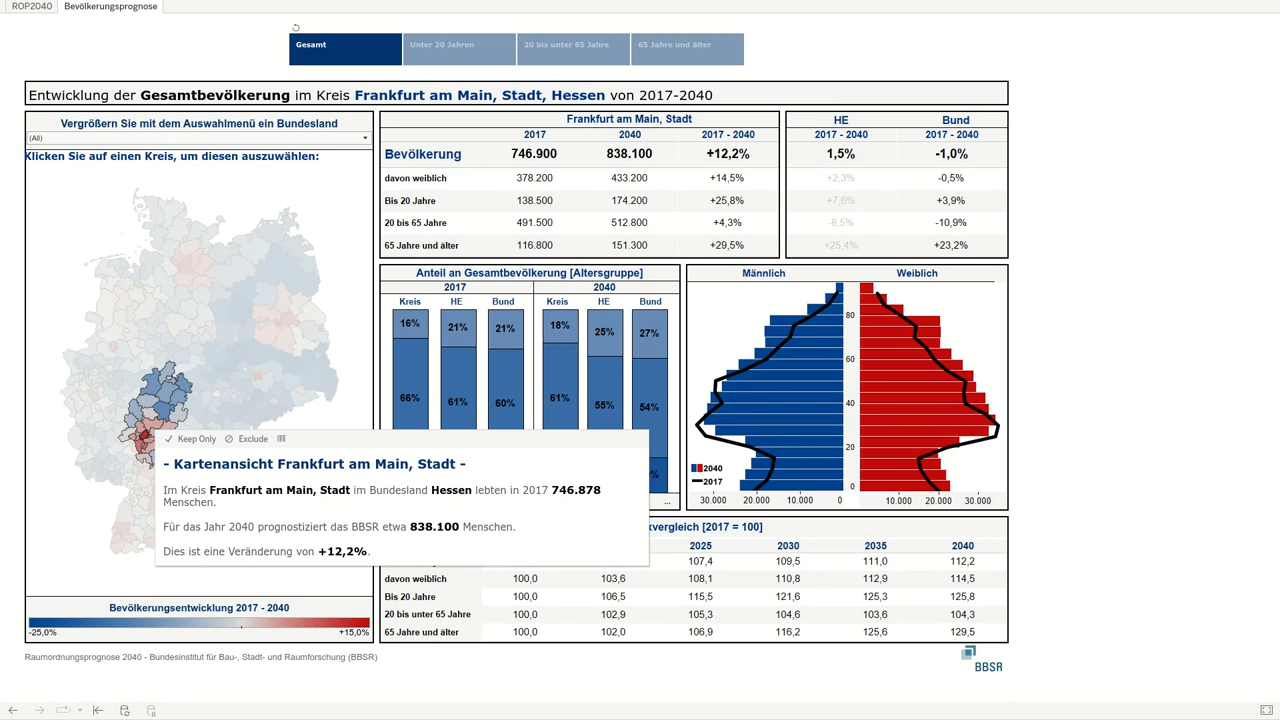 ROP2040 Bevölkerungsprognose
Gesamt Unter 20 Jahren 20 bis unter 65 Jahre 65 Jahre und älter
Entwicklung der Gesamtbevölkerung im Kreis Frankfurt am Main, Stadt, Hessen von 2017-2040
Vergrößern Sie mit dem Auswahlmenü ein Bundesland
(All)
Klicken Sie auf einen Kreis, um diesen auszuwählen:
Frankfurt am Main, Stadt
2017 2040 2017 - 2040
Bevölkerung 746.900 838.100 +12,2%
davon weiblich 378.200 433.200 +14,5%
Bis 20 Jahre 138.500 174.200 +25,8%
20 bis 65 Jahre 491.500 512.800 +4,3%
65 Jahre und älter 116.800 151.300 +29,5%
HE Bund
2017 - 2040 2017 - 2040
1,5% -1,0%
+2,3% -0,5%
+7,6% +3,9%
-8,5% -10,9%
+25,4% +23,2%
Anteil an Gesamtbevölkerung [Altersgruppe]
2017 2040
Kreis HE Bund Kreis HE Bund
16% 21% 21% 18% 25% 27%
66% 61% 60% 61% 55% 54%
...
Männlich Weiblich
80
60
40
20
0
2040
2017
30.000 20.000 10.000 0 10.000 20.000 30.000
Keep Only Exclude
- Kartenansicht Frankfurt am Main, Stadt -
Im Kreis Frankfurt am Main, Stadt im Bundesland Hessen lebten in 2017 746.878
Menschen.
Für das Jahr 2040 prognostiziert das BBSR etwa 838.100 Menschen.
Dies ist eine Veränderung von +12,2%.
xvergleich [2017 = 100]
2025 2030 2035 2040
107,4 109,5 111,0 112,2
davon weiblich 100,0 103,6 108,1 110,8 112,9 114,5
Bis 20 Jahre 100,0 106,5 115,5 121,6 125,3 125,8
20 bis unter 65 Jahre 100,0 102,9 105,3 104,6 103,6 104,3
65 Jahre und älter 100,0 102,0 106,9 116,2 125,6 129,5
Bevölkerungsentwicklung 2017 - 2040
-25,0% +15,0%
Raumordnungsprognose 2040 - Bundesinstitut für Bau-, Stadt- und Raumforschung (BBSR)
BBSR